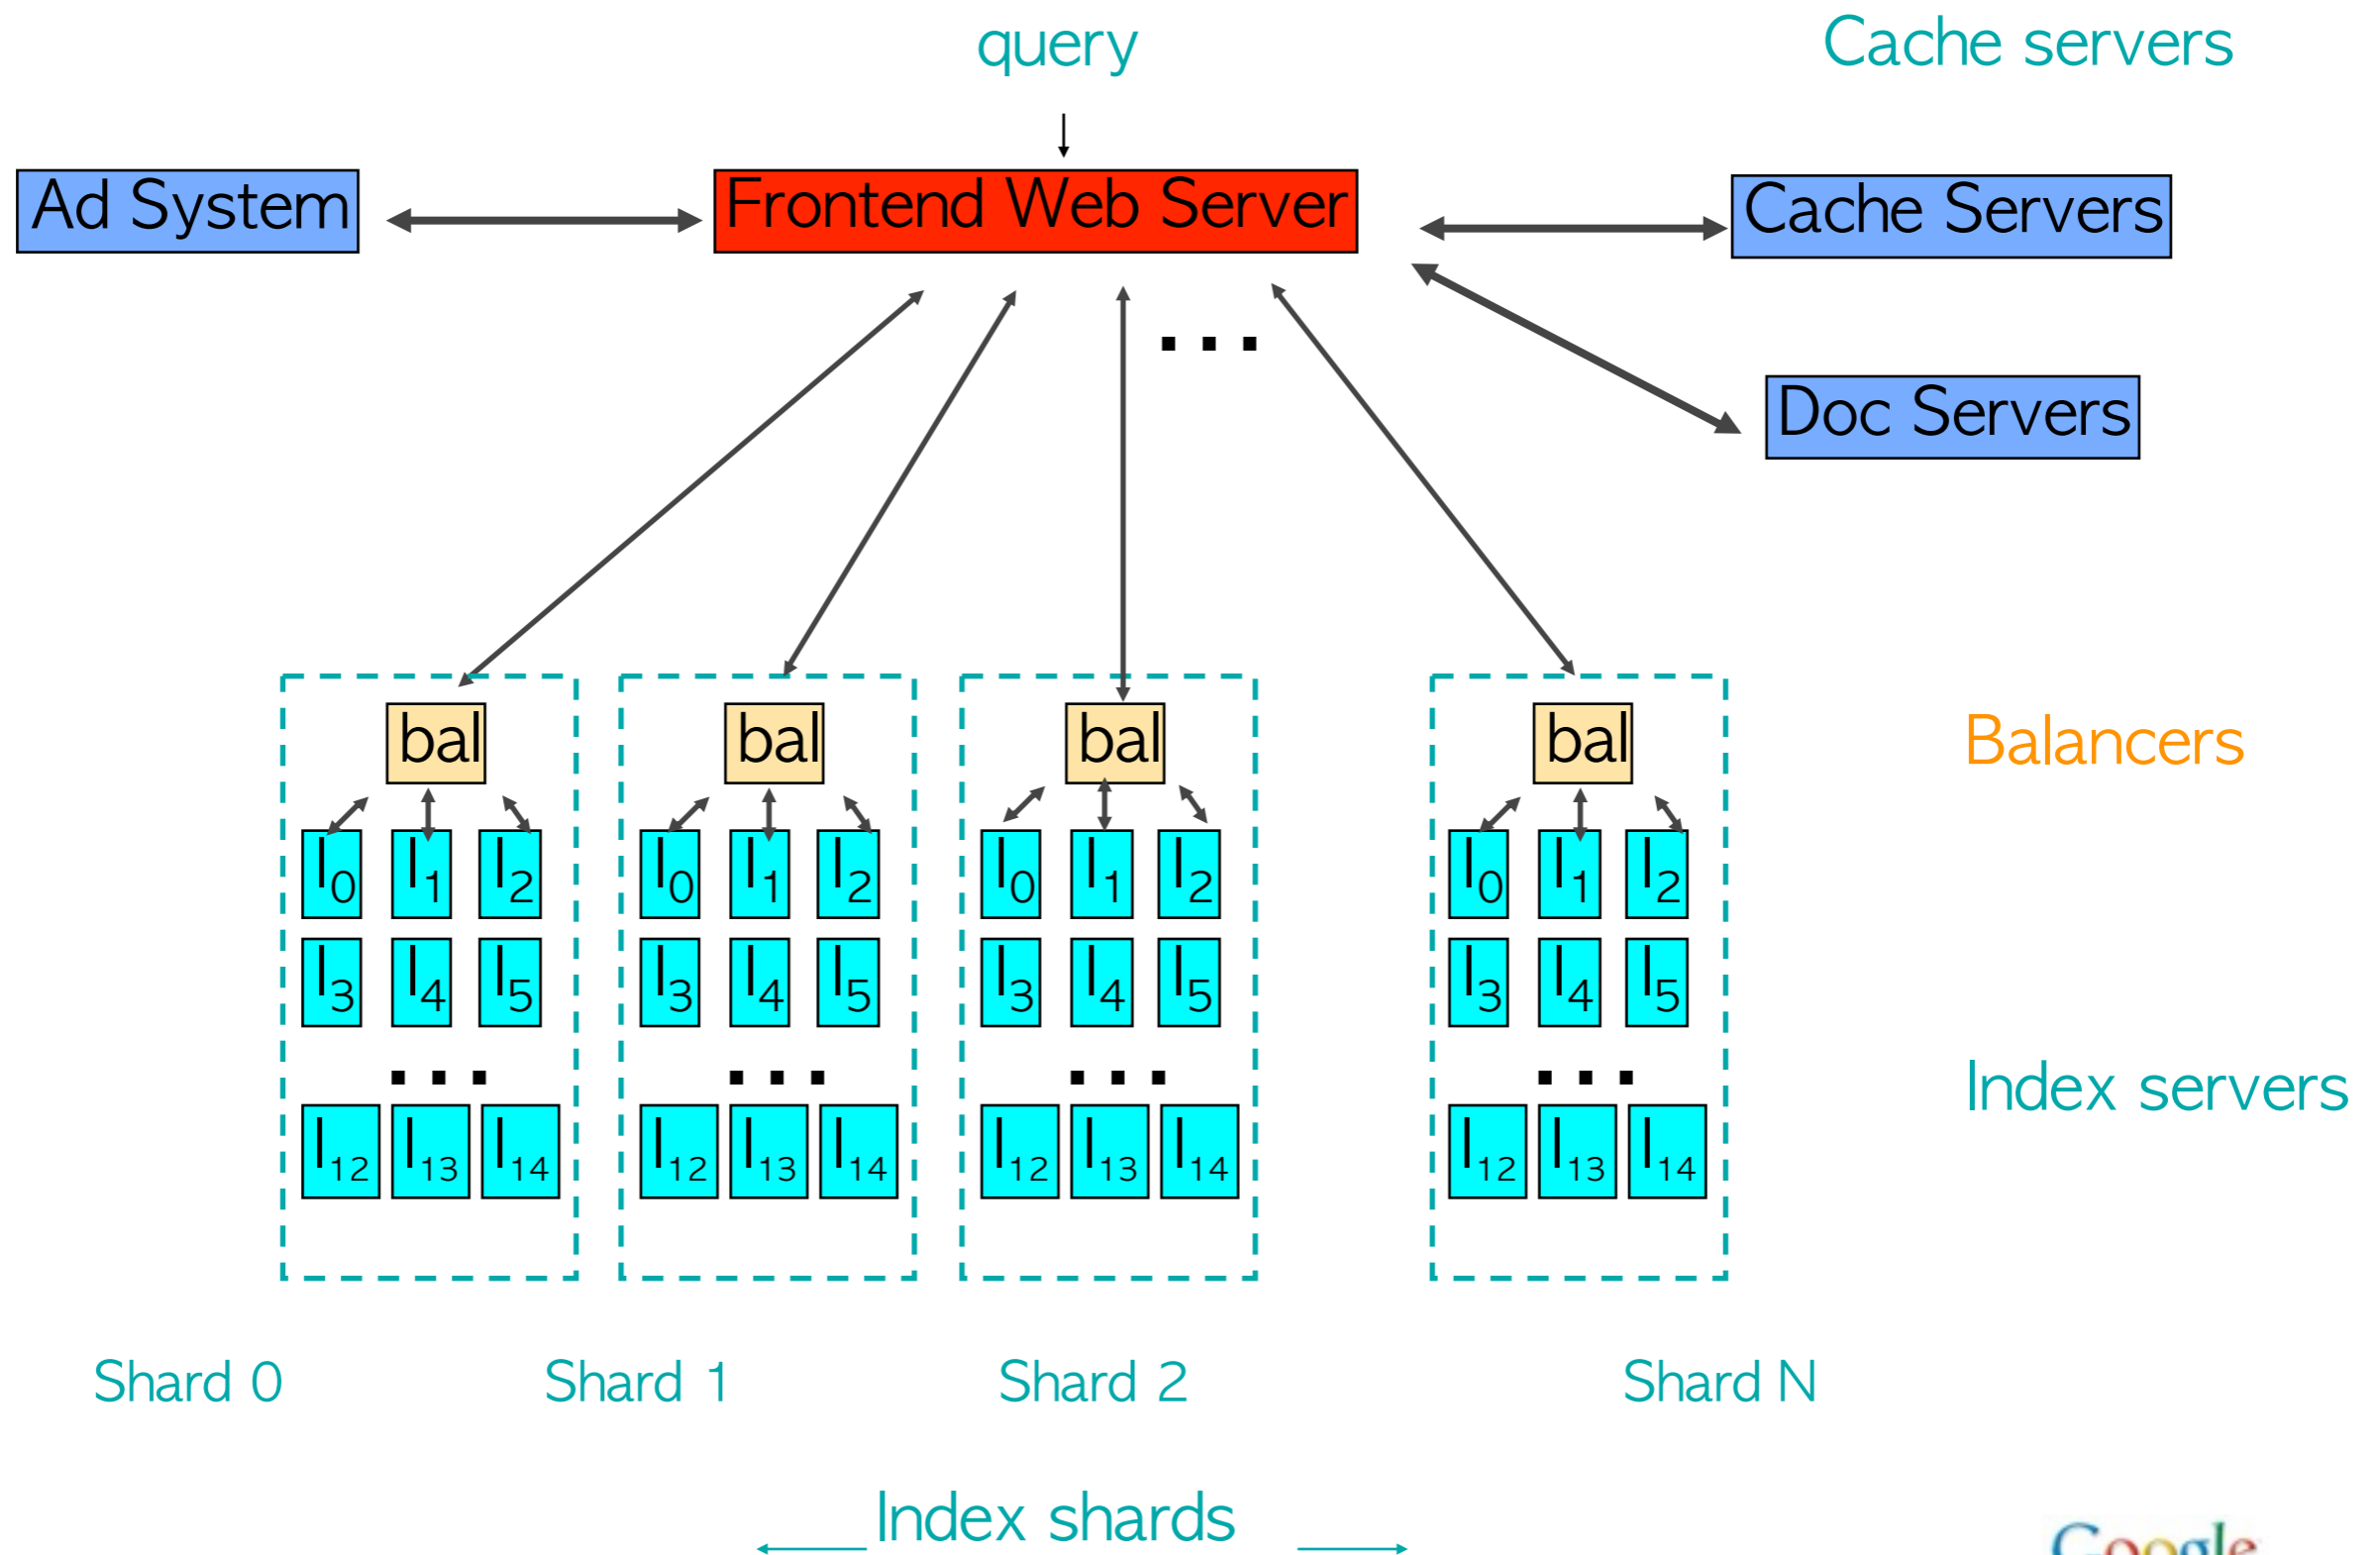 query
Cache servers
Ad System
Frontend Web Server
Cache Servers
...
Doc Servers
bal bal bal bal
Balancers
I0 I1 I2 I0 I1 I2 I0 I1 I2 I0 I1 I2
I3 I4 I5 I3 I4 I5 I3 I4 I5 I3 I4 I5
... ... ... ...
Index servers
I12 I13 I14 I12 I13 I14 I12 I13 I14 I12 I13 I14
Shard 0 Shard 1 Shard 2 Shard N
Index shards
Google